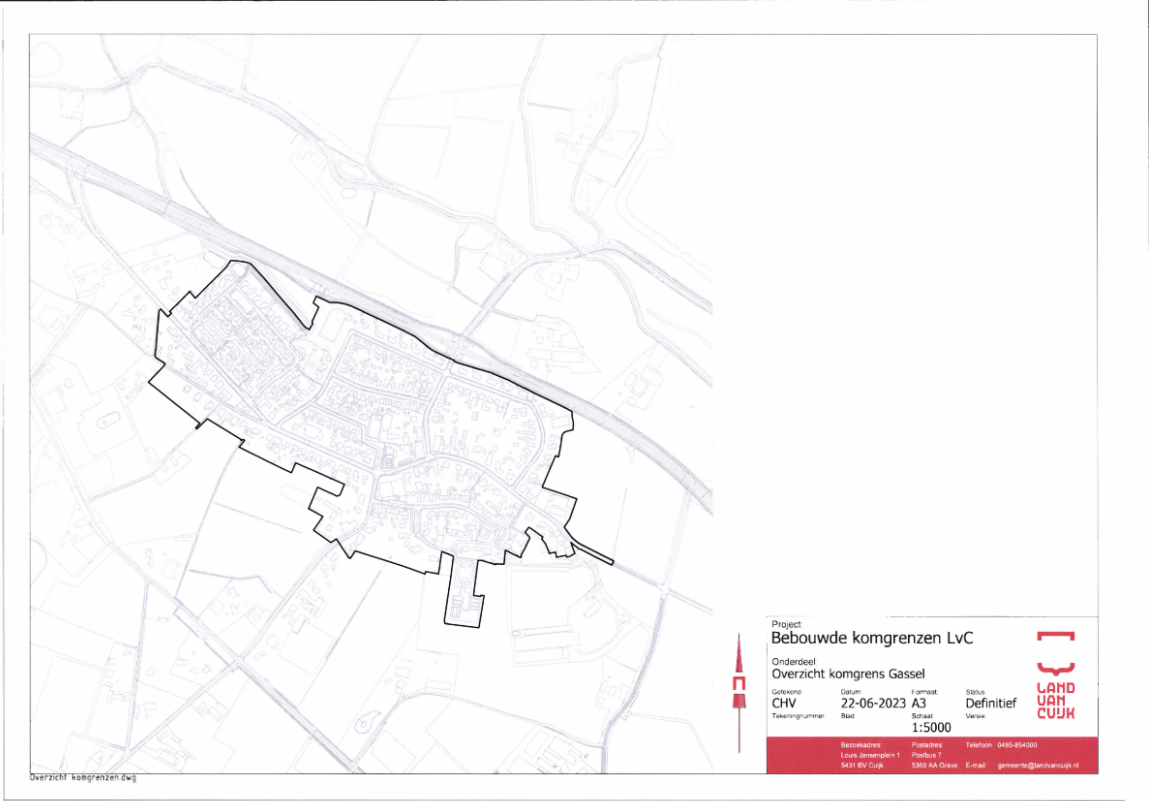 Project
Bebouwde komgrenzen LvC
Onderdeel
Overzicht komgrens Gassel
Getekend Datum Formaat Status
CHV 22-06-2023 A3 Definitief
Tekeningnummer Blad Schaal Versie
1:5000
LAND
VAN
CUIJK
Bezoekadres: Postadres Telefoon 0485-854000
Louis Jansenplein 1 Postbus 7
5431 BV Cuijk 5360 AA Grave E-mail: gemeente@landvancuijk.nl
Overzicht komgrenzen.dwg